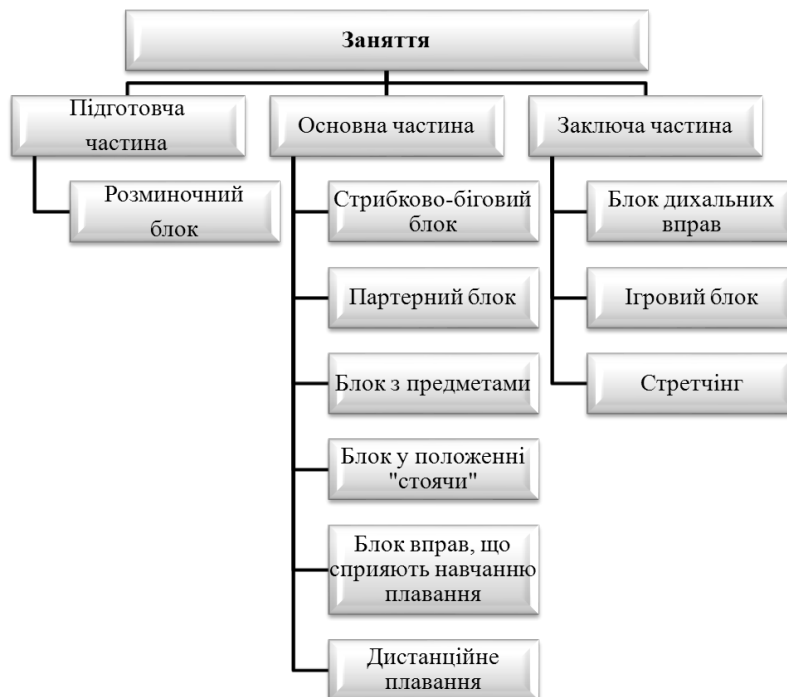 Заняття
Підготовча
частина
Розминочний
блок
Основна частина
Стрибково-біговий
блок
Партерний блок
Блок з предметами
Блок у положенні
"стоячи"
Блок вправ, що
сприяють навчанню
плавання
Дистанційне
плавання
Заключа частина
Блок дихальних
вправ
Ігровий блок
Стретчінг